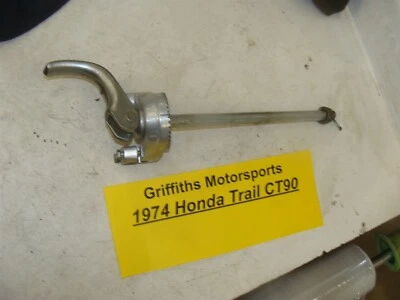 Griffiths Motorsports
1974 Honda Trail CT90